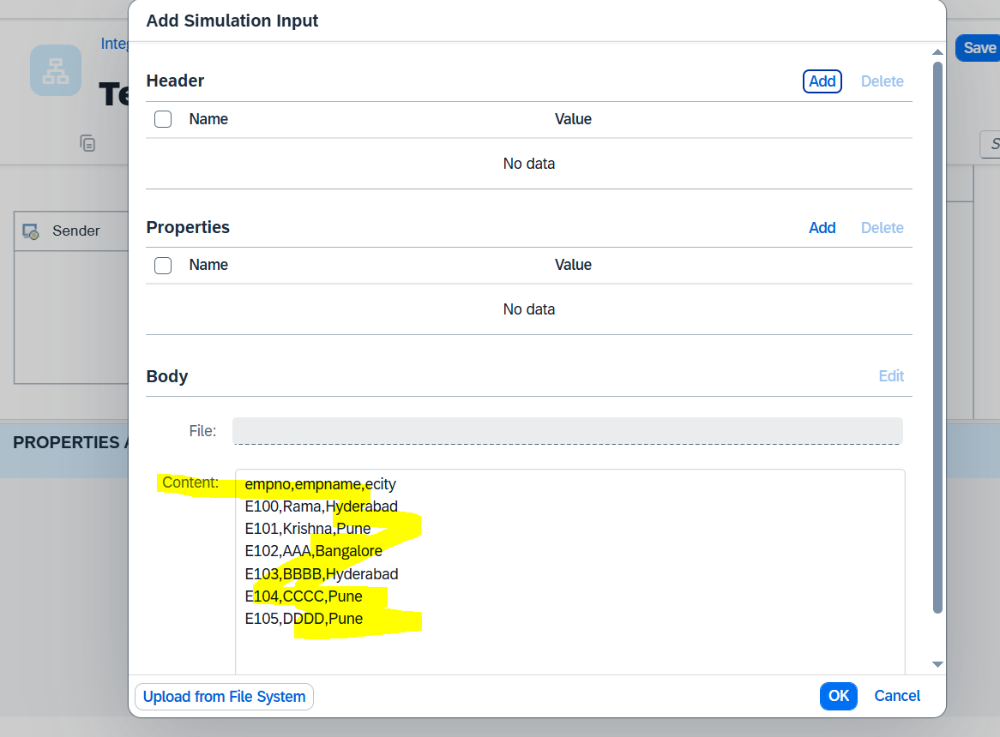 Add Simulation Input
Save
Header
Add
Delete
Name
Value
No data
Sender
Properties
Add
Delete
Name
Value
No data
Body
Edit
File:
PROPERTIES
Content:
empno,empname,ecity
E100,Rama,Hyderabad
E101,Krishna,Pune
E102,AAA,Bangalore
E103,BBBB,Hyderabad
E104,CCCC,Pune
E105,DDDD,Pune
Upload from File System
OK
Cancel